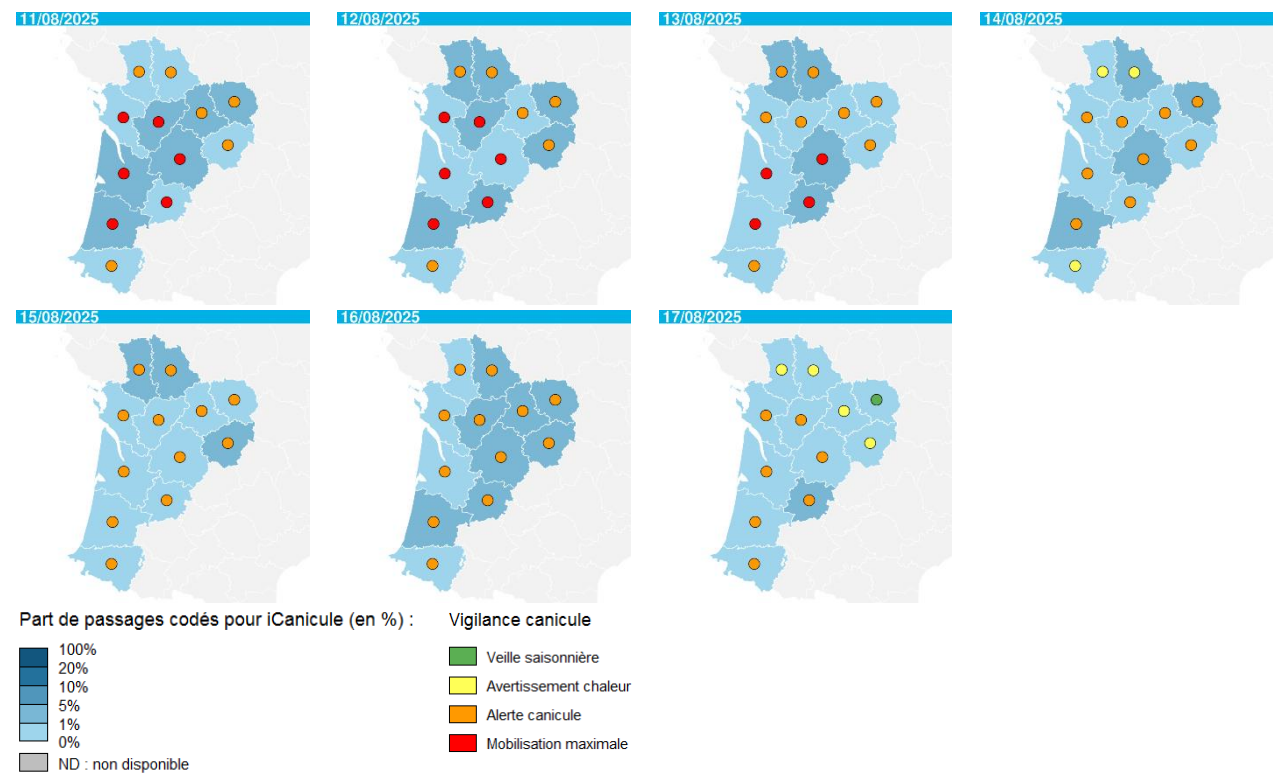 11/08/2025
12/08/2025
13/08/2025
14/08/2025
15/08/2025
16/08/2025
17/08/2025
Part de passages codés pour iCanicule (en %) :
100%
20%
10%
5%
1%
0%
ND : non disponible
Vigilance canicule
Veille saisonnière
Avertissement chaleur
Alerte canicule
Mobilisation maximale